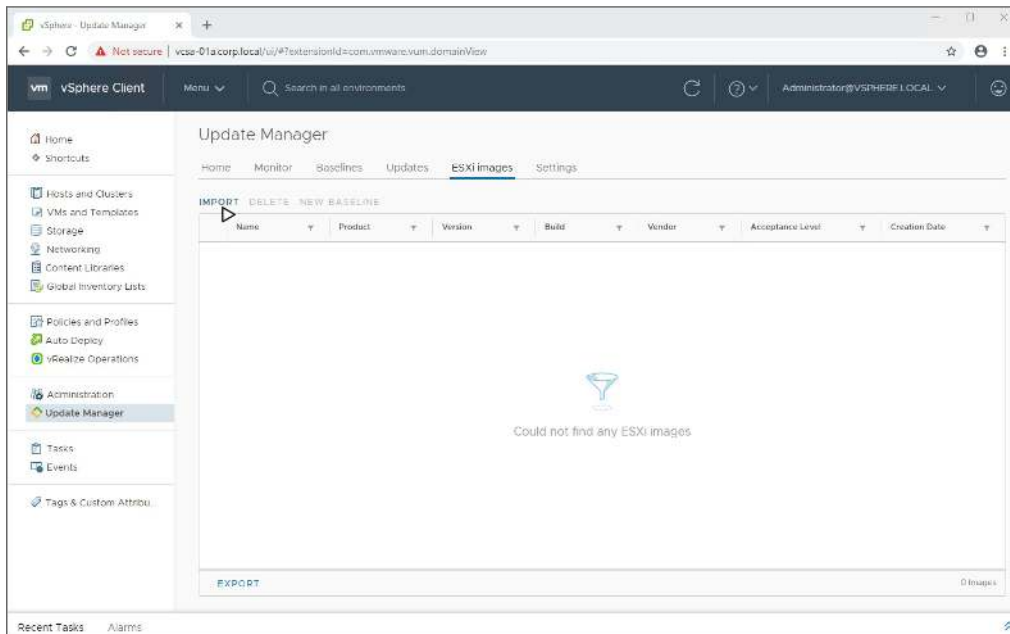 vSphere - Update Manager
Not secure | vcsa-01a.corp.local/ui/#?extensionId=com.vmware.vum.domainView
vm vSphere Client Menu Search in all environments Administrator@VSPHERE.LOCAL
Home
Shortcuts
Hosts and Clusters
VMs and Templates
Storage
Networking
Content Libraries
Global Inventory Lists
Policies and Profiles
Auto Deploy
vRealize Operations
Administration
Update Manager
Tasks
Events
Tags & Custom Attribu...
Update Manager
Home Monitor Baselines Updates ESXi images Settings
IMPORT DELETE NEW BASELINE
Name Product Version Build Vendor Acceptance Level Creation Date
Could not find any ESXi images
EXPORT 0 Images
Recent Tasks Alarms